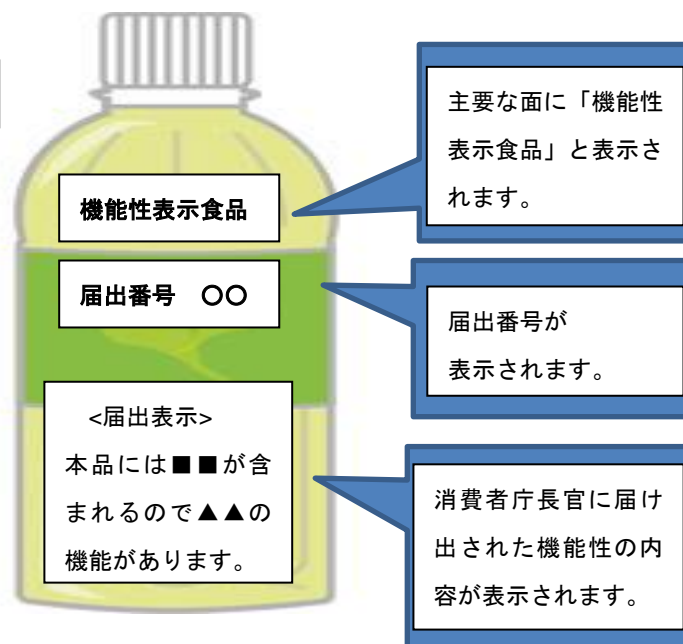 主要な面に「機能性
表示食品」と表示さ
れます。
機能性表示食品
届出番号　〇〇
届出番号が
表示されます。
<届出表示>
本品には■■が含
まれるので▲▲の
機能があります。
消費者庁長官に届け
出された機能性の内
容が表示されます。